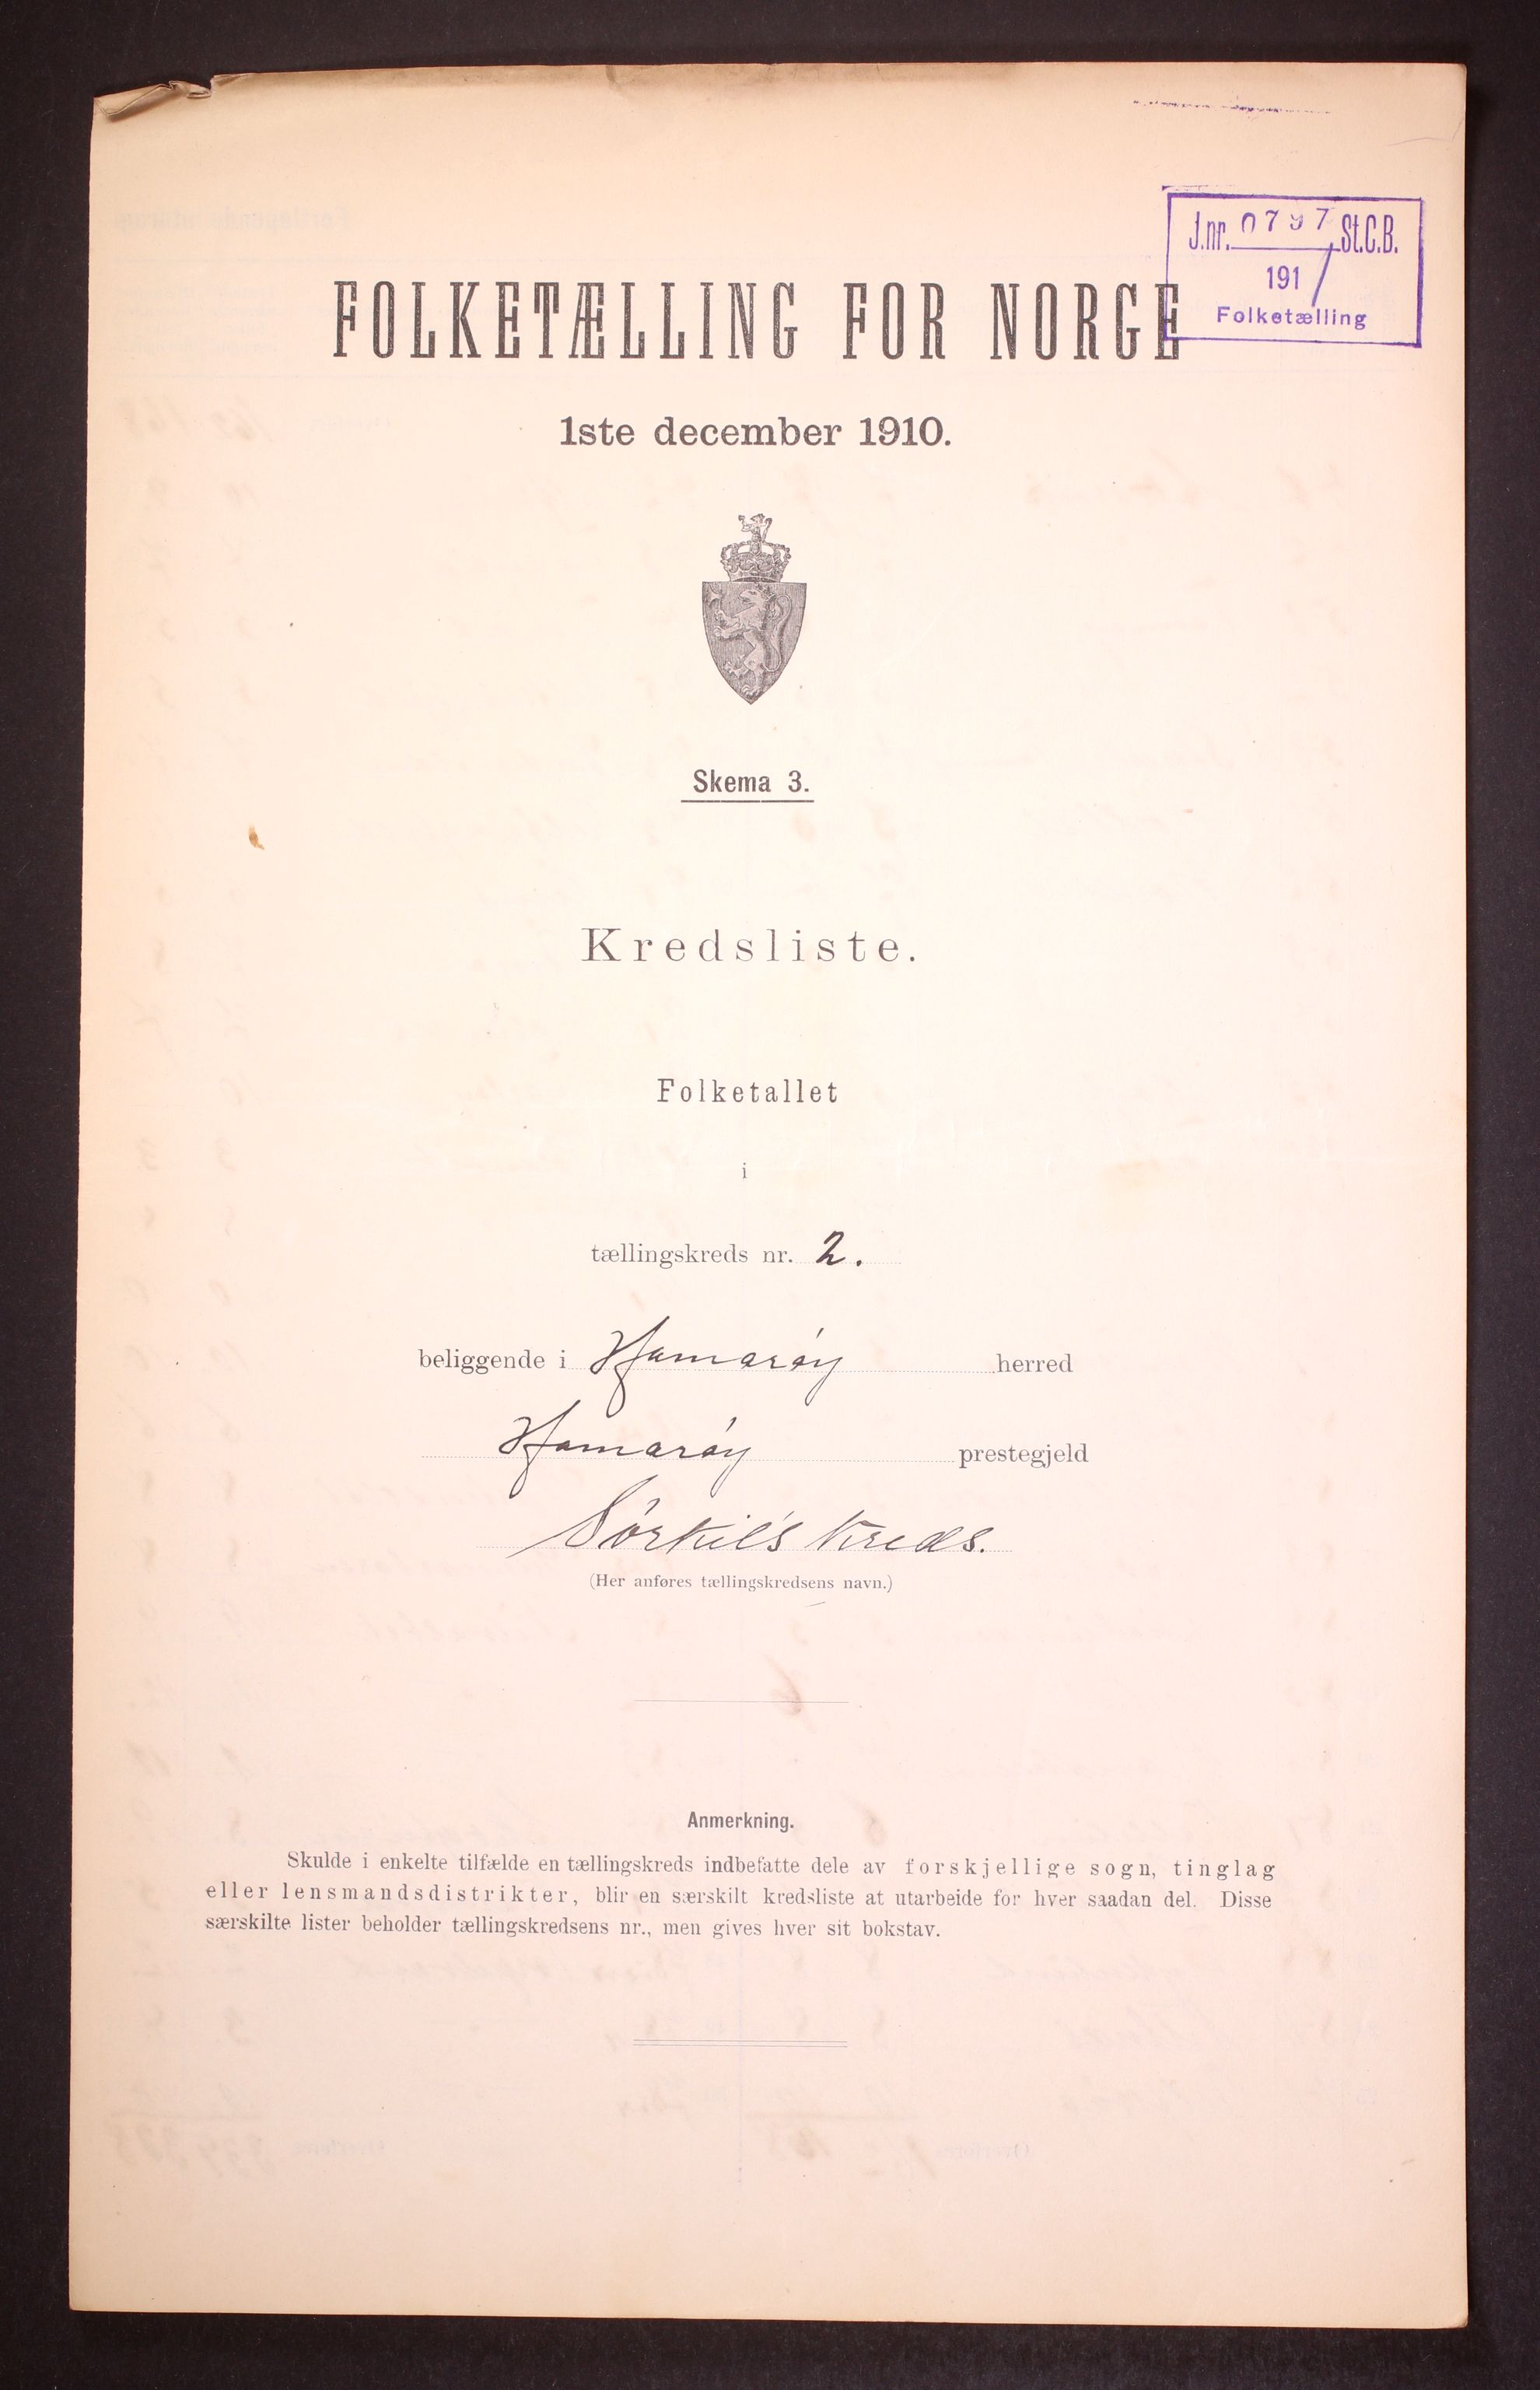 J.nr. 0797 St.C.B.
1911
Folketælling
FOLKETÆLLING FOR NORGE
1ste december 1910.
Skema 3.
Kredsliste.
Folketallet
i
tællingskreds nr. 2.
beliggende i Hamarøy herred
Hamarøy prestegjeld
Sørkil's Kreds.
(Her anføres tællingskredsens navn.)
Anmerkning.
Skulde i enkelte tilfælde en tællingskreds indbefatte dele av forskjellige sogn, tinglag
eller lensmandsdistrikter, blir en særskilt kredsliste at utarbeide for hver saadan del. Disse
særskilte lister beholder tællingskredsens nr., men gives hver sit bokstav.